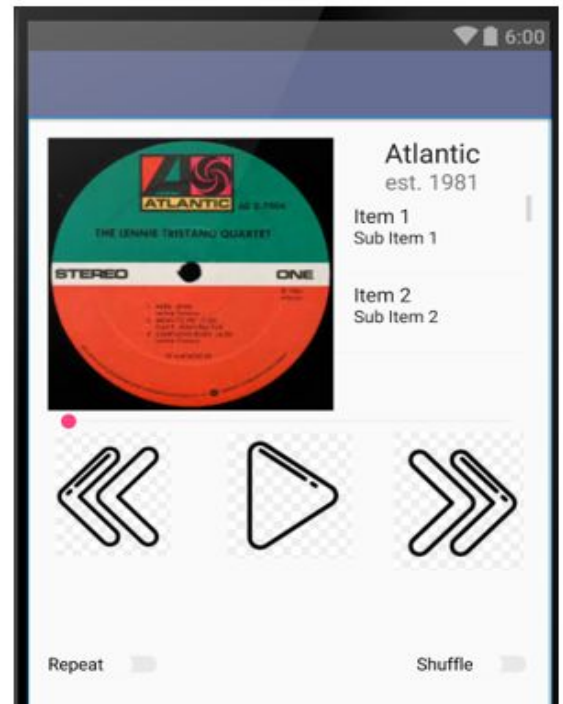 6:00
ATLANTIC
THE LENNIE TRISTANO QUARTET
STEREO
ONE
Atlantic
est. 1981
Item 1
Sub Item 1
Item 2
Sub Item 2
Repeat
Shuffle